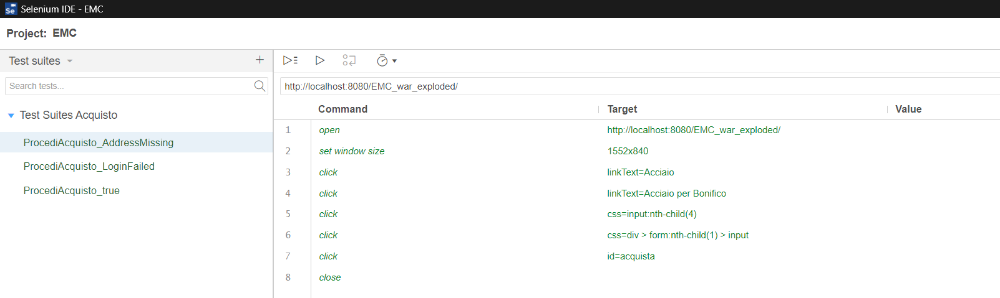 Se Selenium IDE - EMC
Project: EMC
Test suites
Search tests...
http://localhost:8080/EMC_war_exploded/
Test Suites Acquisto
ProcediAcquisto_AddressMissing
ProcediAcquisto_LoginFailed
ProcediAcquisto_true
Command Target Value
1 open http://localhost:8080/EMC_war_exploded/
2 set window size 1552x840
3 click linkText=Acciaio
4 click linkText=Acciaio per Bonifico
5 click css=input:nth-child(4)
6 click css=div > form:nth-child(1) > input
7 click id=acquista
8 close